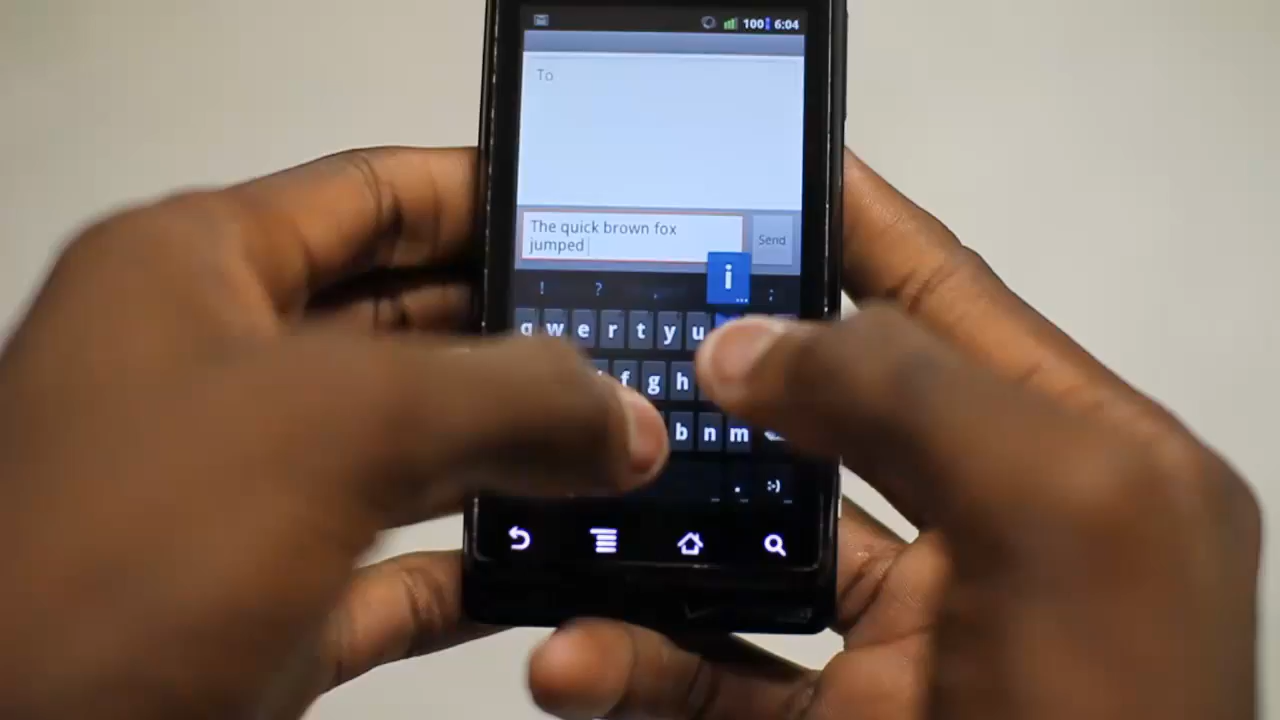 100 6:04
To
The quick brown fox
jumped
Send
i
! ? , ;
q w e r t y u
f g h
b n m
. :-)